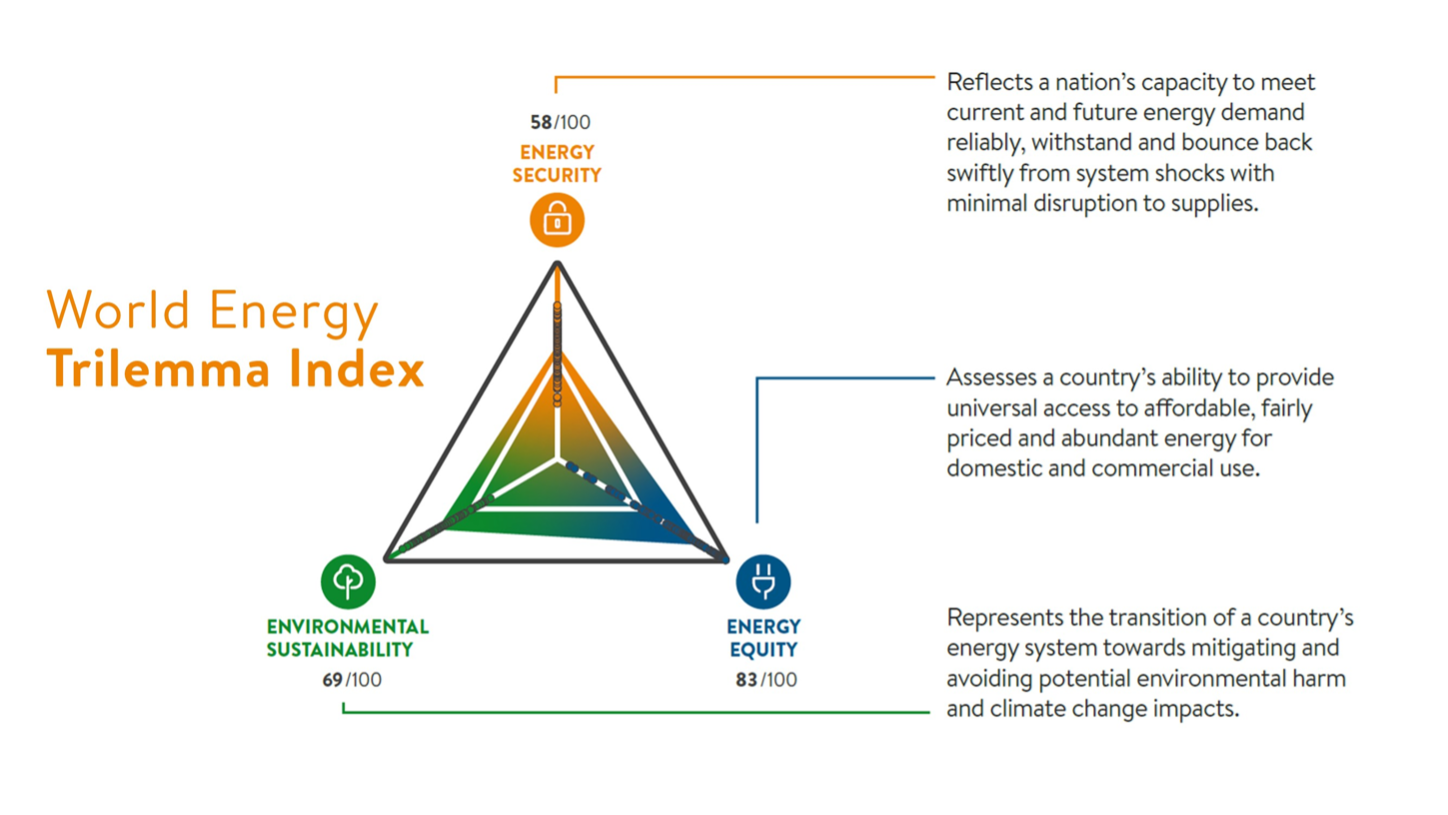 World Energy
Trilemma Index
58/100
ENERGY
SECURITY
Reflects a nation’s capacity to meet
current and future energy demand
reliably, withstand and bounce back
swiftly from system shocks with
minimal disruption to supplies.
Assesses a country’s ability to provide
universal access to affordable, fairly
priced and abundant energy for
domestic and commercial use.
ENVIRONMENTAL
SUSTAINABILITY
69/100
ENERGY
EQUITY
83/100
Represents the transition of a country’s
energy system towards mitigating and
avoiding potential environmental harm
and climate change impacts.